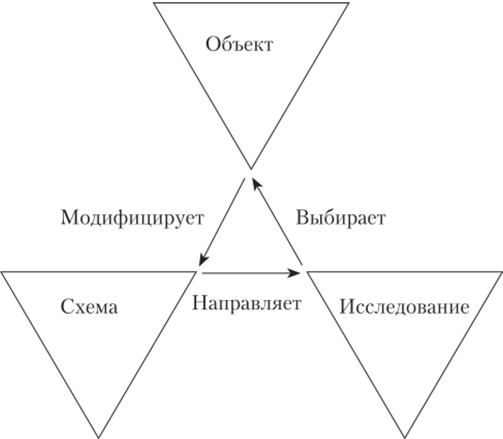 Объект
Модифицирует
Выбирает
Схема
Направляет
Исследование